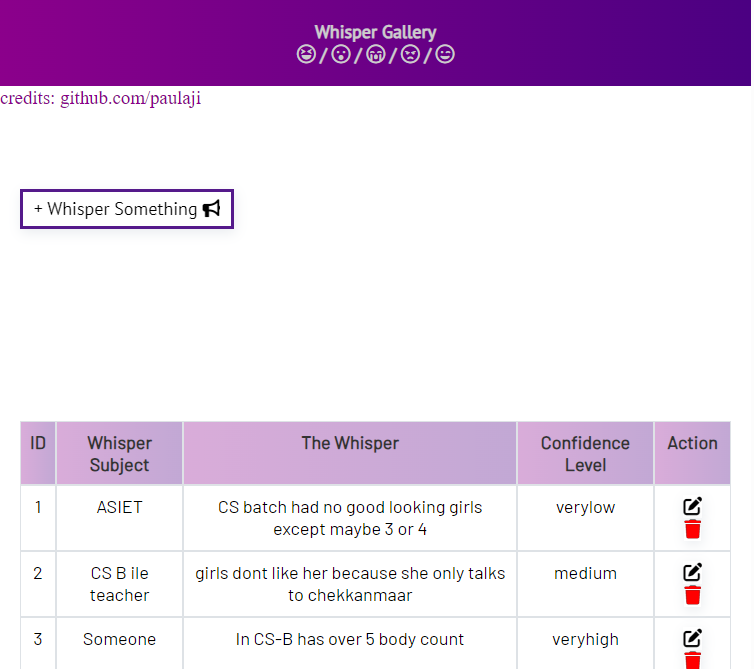 Whisper Gallery
/ / / /
credits: github.com/paulaji
+ Whisper Something
ID Whisper Subject The Whisper Confidence Level Action
1 ASIET CS batch had no good looking girls except maybe 3 or 4 verylow
2 CS B ile teacher girls dont like her because she only talks to chekkanmaar medium
3 Someone In CS-B has over 5 body count veryhigh